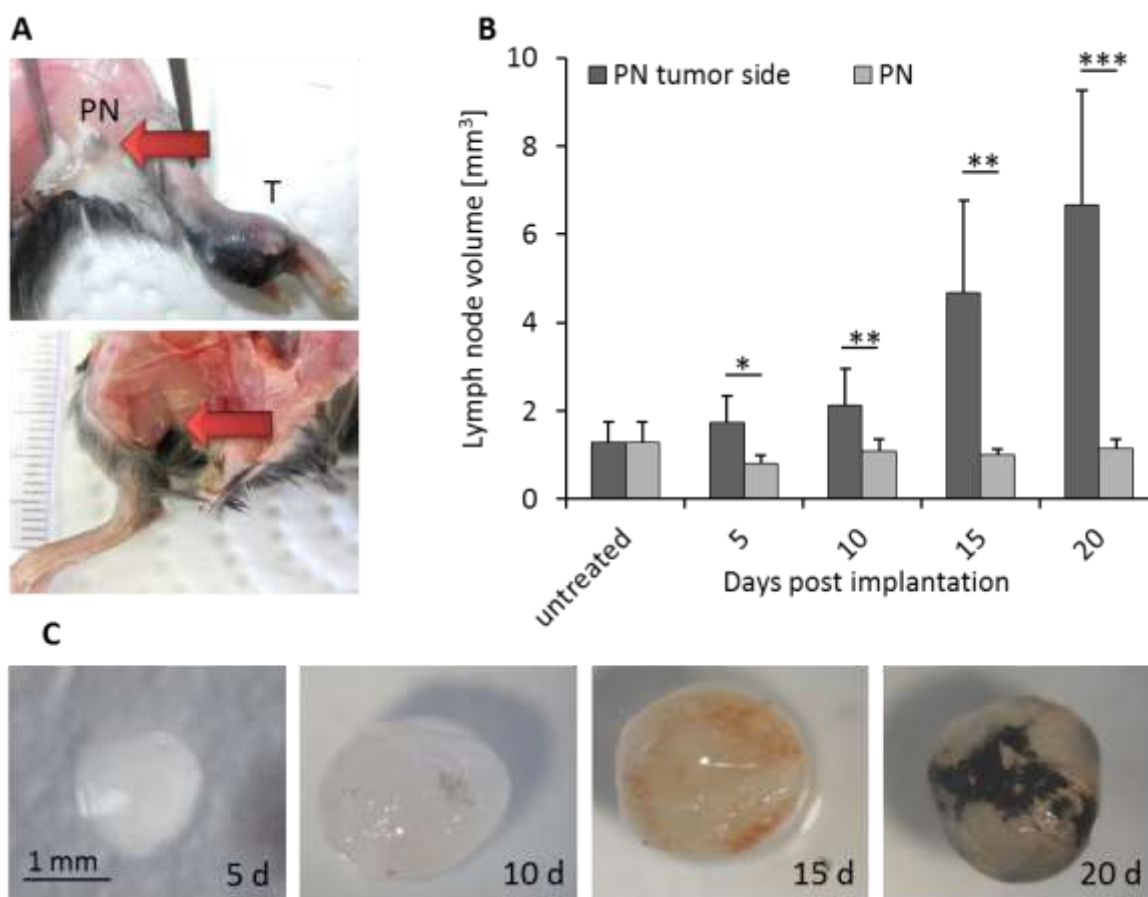 A
PN
T
B
PN tumor side PN
Lymph node volume [mm³]
10
8
6
4
2
0
*
**
**
***
untreated 5 10 15 20
Days post implantation
C
1 mm 5 d 10 d 15 d 20 d